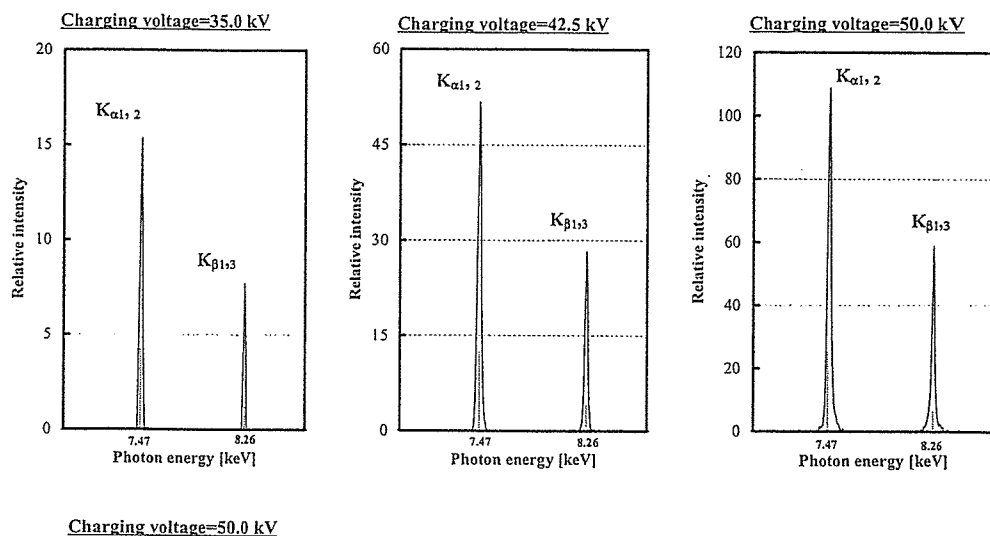 Charging voltage=35.0 kV
20
15
10
5
0
Relative intensity
Kα1, 2
Kβ1,3
7.47
8.26
Photon energy [keV]
Charging voltage=42.5 kV
60
45
30
15
0
Relative intensity
Kα1, 2
Kβ1,3
7.47
8.26
Photon energy [keV]
Charging voltage=50.0 kV
120
100
80
60
40
20
0
Relative intensity
Kα1, 2
Kβ1,3
7.47
8.26
Photon energy [keV]
Charging voltage=50.0 kV